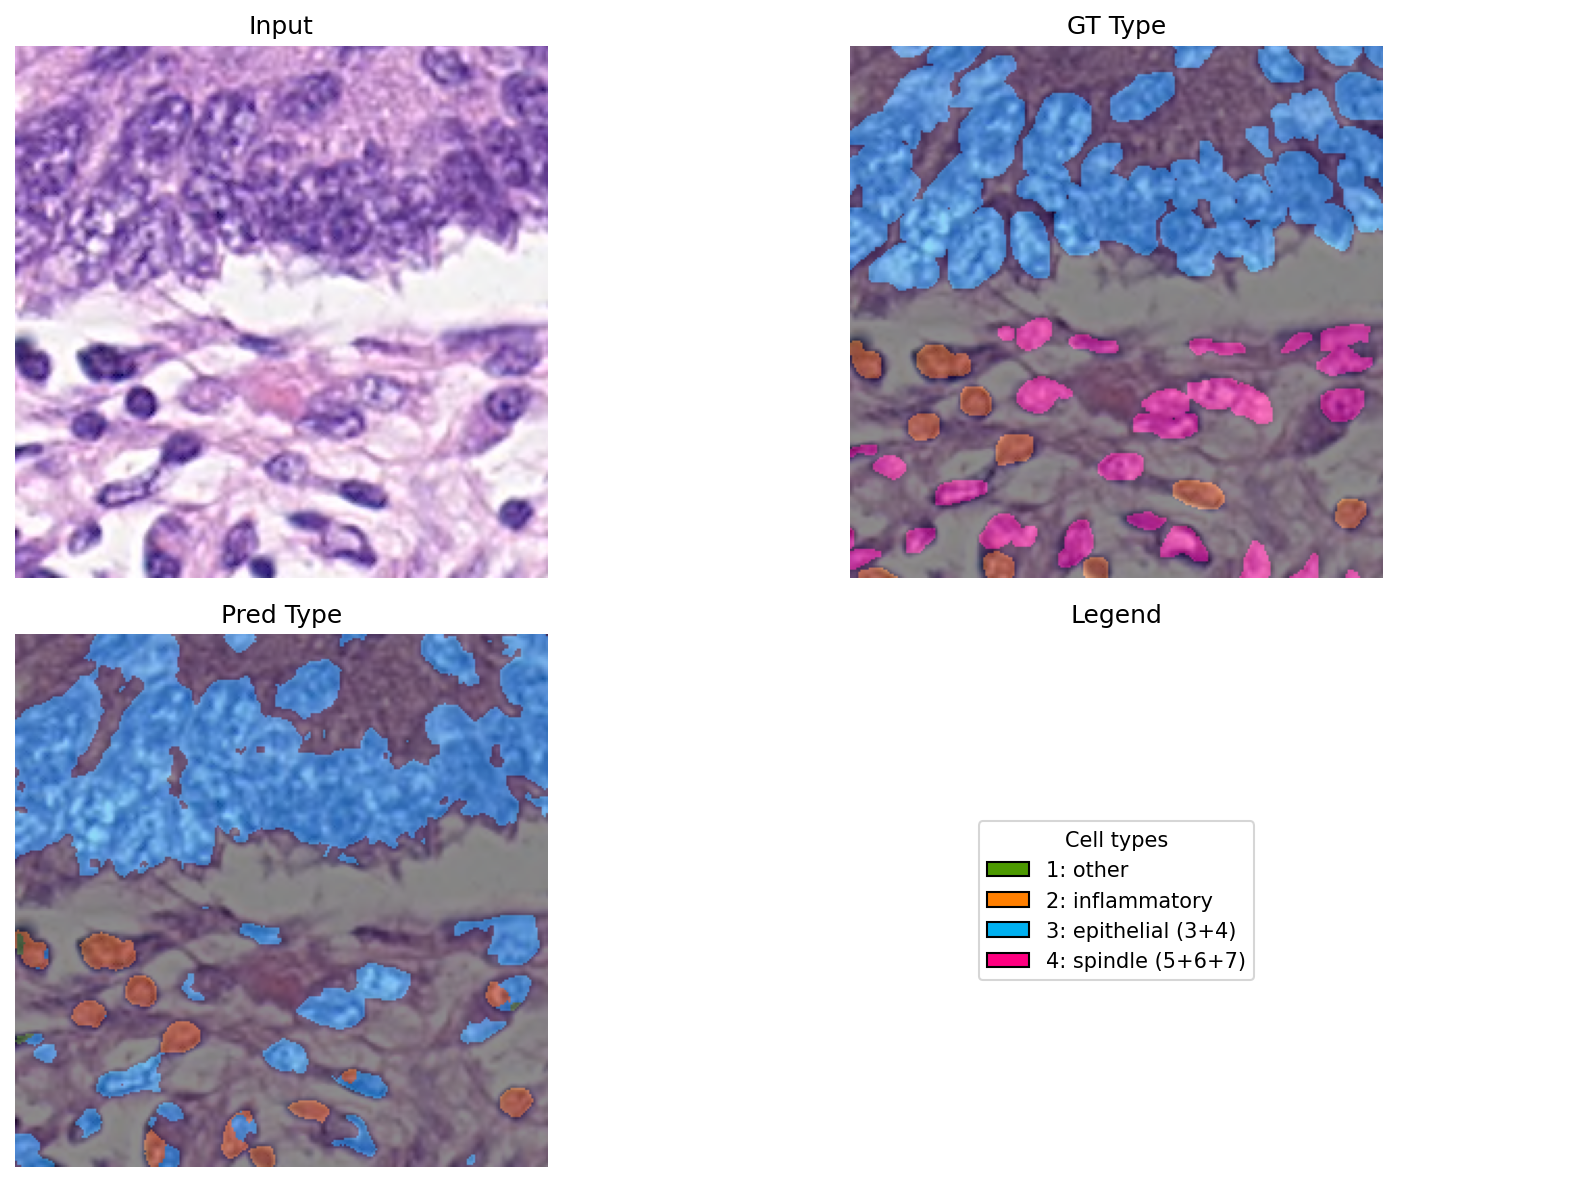 Input
GT Type
Pred Type
Legend
Cell types
1: other
2: inflammatory
3: epithelial (3+4)
4: spindle (5+6+7)